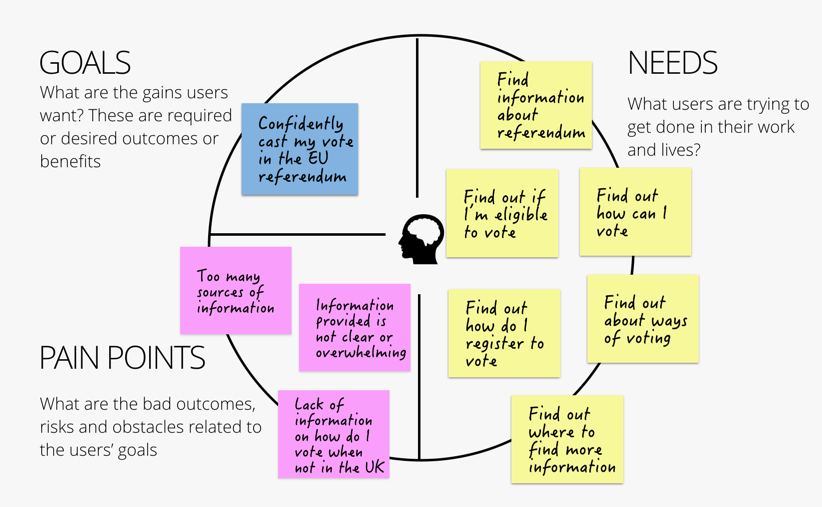 GOALS
What are the gains users
want? These are required
or desired outcomes or
benefits
Confidently
cast my vote
in the EU
referendum
NEEDS
What users are trying to
get done in their work
and lives?
Find
information
about
referendum
Find out if
I'm eligible
to vote
Find out
how can I
vote
Find out
how do I
register to
vote
Find out
about ways
of voting
Find out
where to
find more
information
PAIN POINTS
What are the bad outcomes,
risks and obstacles related to
the users' goals
Too many
sources of
information
Information
provided is
not clear or
overwhelming
Lack of
information
on how do I
vote when
not in the UK